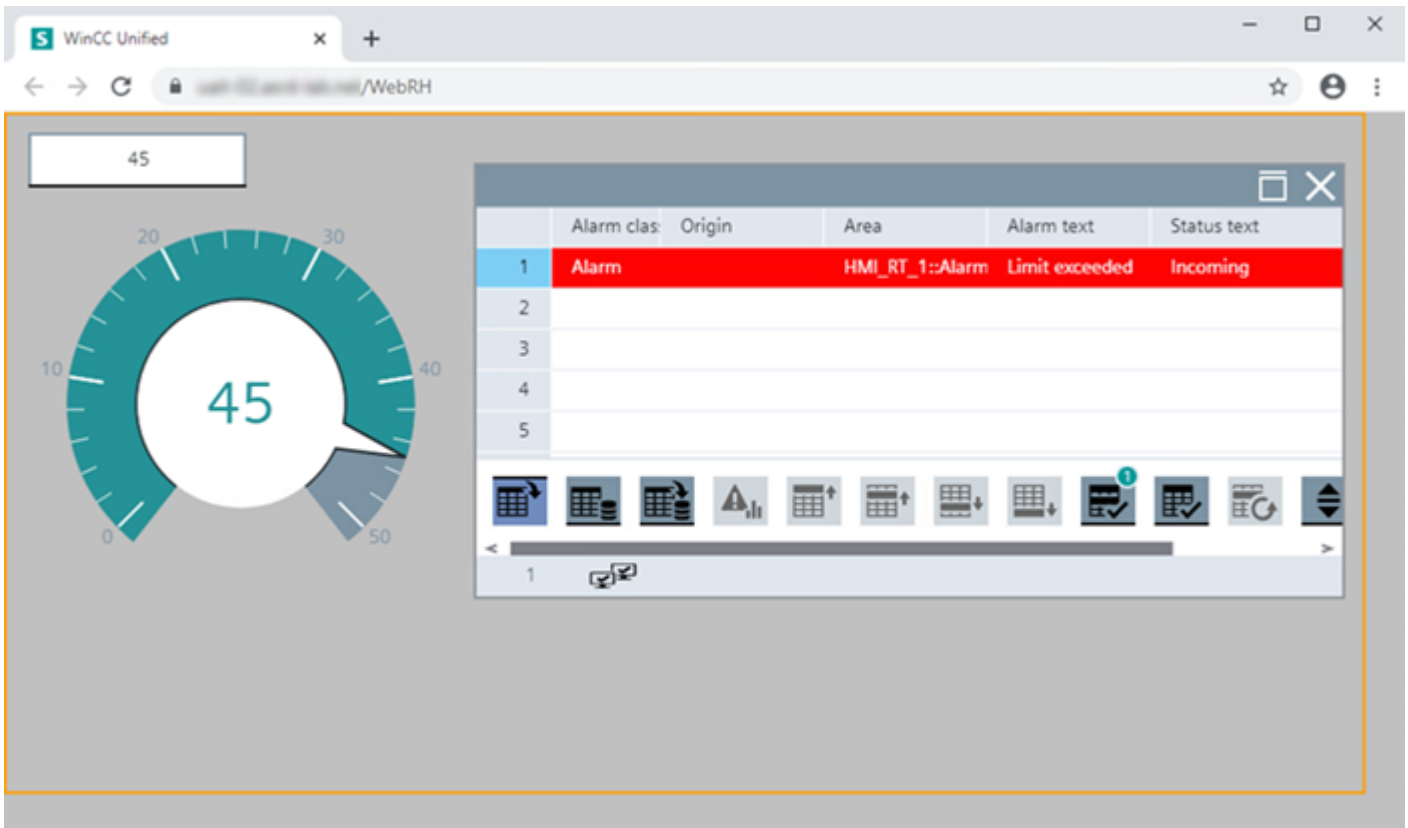 S WinCC Unified
/WebRH
45
Alarm clas Origin Area Alarm text Status text
1 Alarm HMI_RT_1::Alarm Limit exceeded Incoming
2
3
4
5
20 30
10 40
45
0 50
1
1